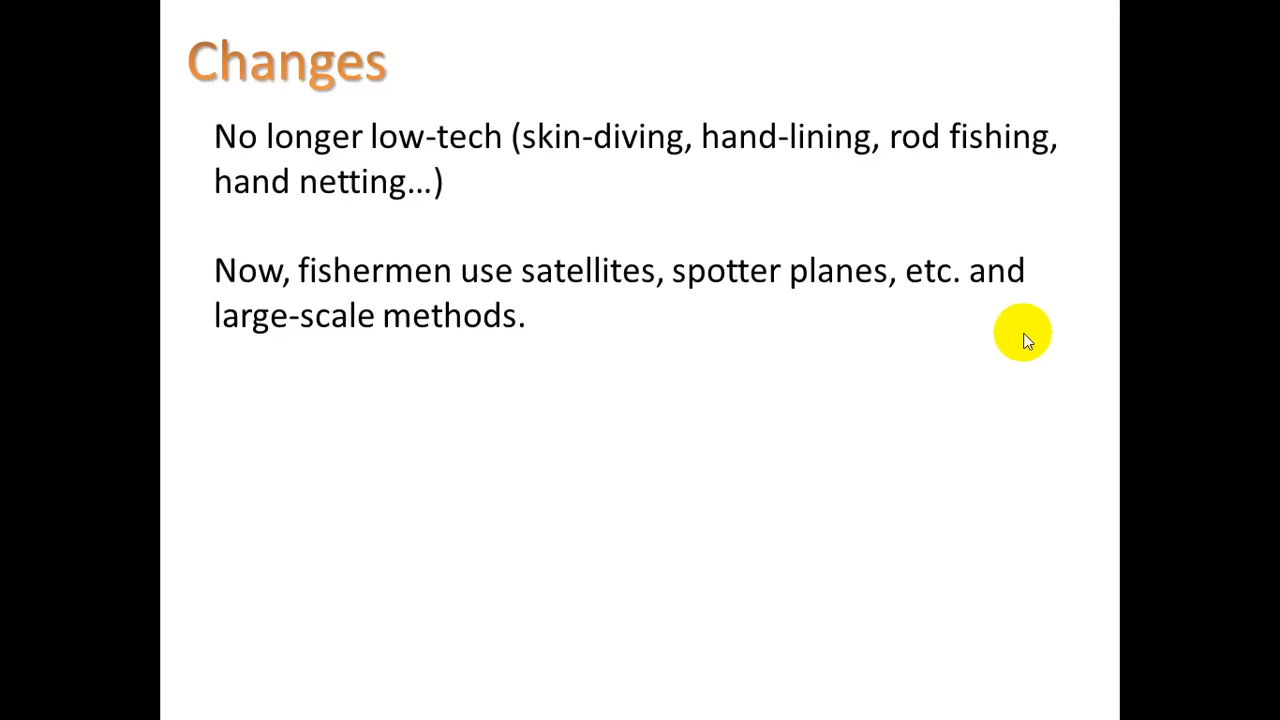 Changes
No longer low-tech (skin-diving, hand-lining, rod fishing,
hand netting…)
Now, fishermen use satellites, spotter planes, etc. and
large-scale methods.